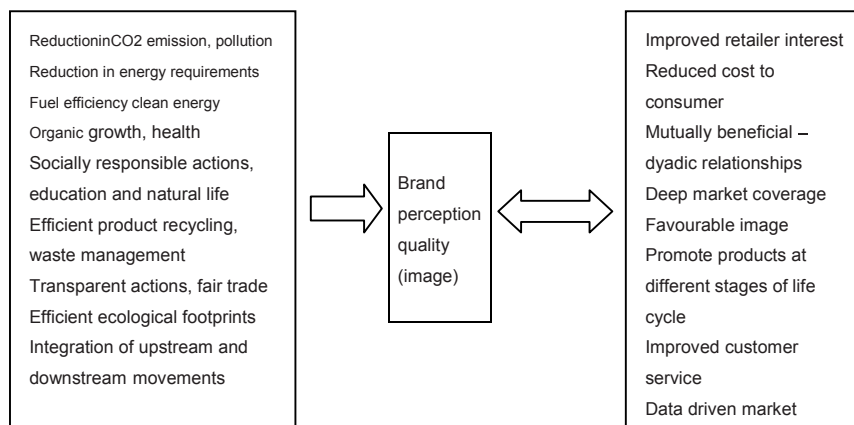 ReductioninCO2 emission, pollution
Reduction in energy requirements
Fuel efficiency clean energy
Organic growth, health
Socially responsible actions,
education and natural life
Efficient product recycling,
waste management
Transparent actions, fair trade
Efficient ecological footprints
Integration of upstream and
downstream movements
Brand
perception
quality
(image)
Improved retailer interest
Reduced cost to
consumer
Mutually beneficial –
dyadic relationships
Deep market coverage
Favourable image
Promote products at
different stages of life
cycle
Improved customer
service
Data driven market